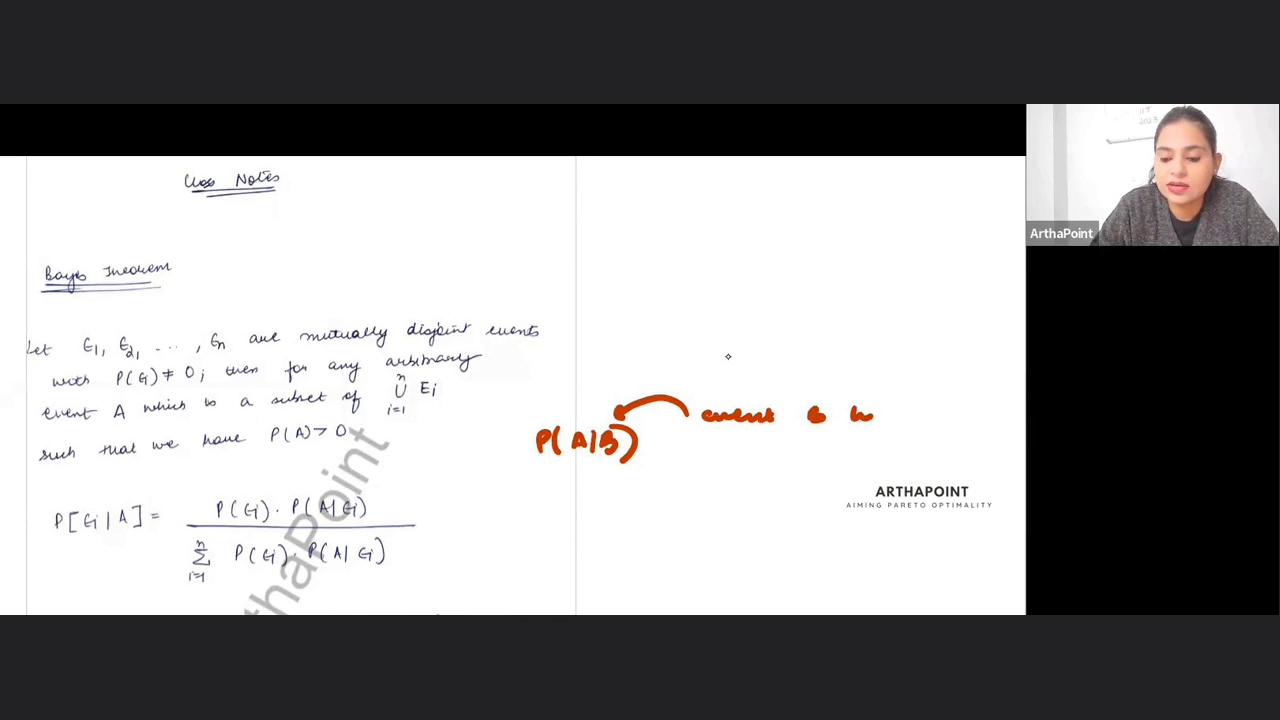 Class Notes
Bayes Theorem
Let E1, E2, ..., En are mutually disjoint events
with P(Ei) ≠ 0; then for any arbitrary
event A which is a subset of n∪i=1 Ei
such that we have P(A) > 0
P[Ei|A] = P(Ei) . P(A|Ei)
n∑i=1 P(Ei) . P(A|Ei)
thaPoint
P(A|B)
event B
ARTHAPOINT
AIMING PARETO OPTIMALITY
2023
ArthaPoint